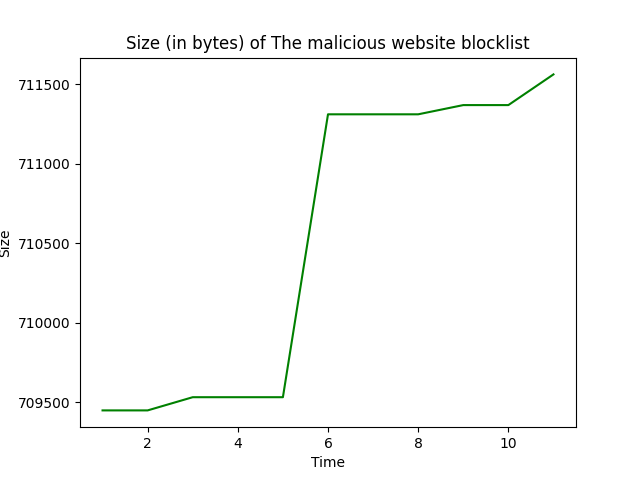 Size (in bytes) of The malicious website blocklist
711500
711000
710500
710000
709500
Size
2 4 6 8 10
Time